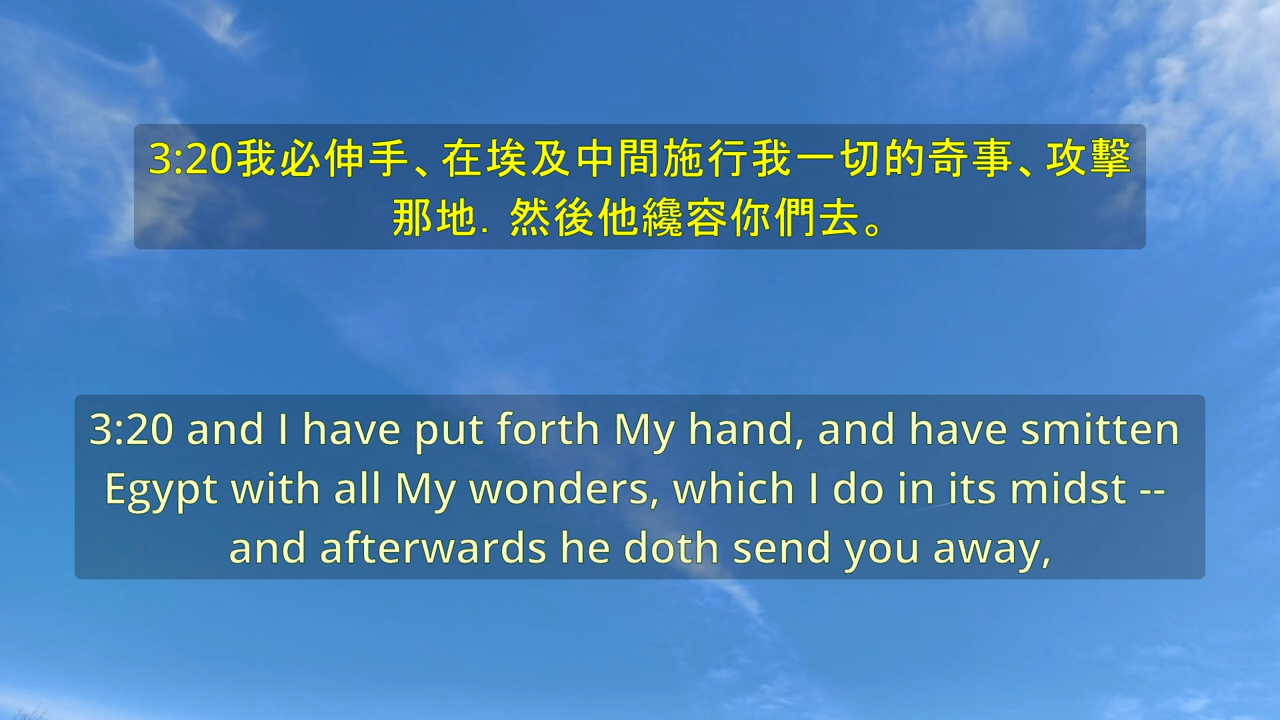 3:20我必伸手、在埃及中間施行我一切的奇事、攻擊
那地．然後他纔容你們去。
3:20 and I have put forth My hand, and have smitten
Egypt with all My wonders, which I do in its midst --
and afterwards he doth send you away,